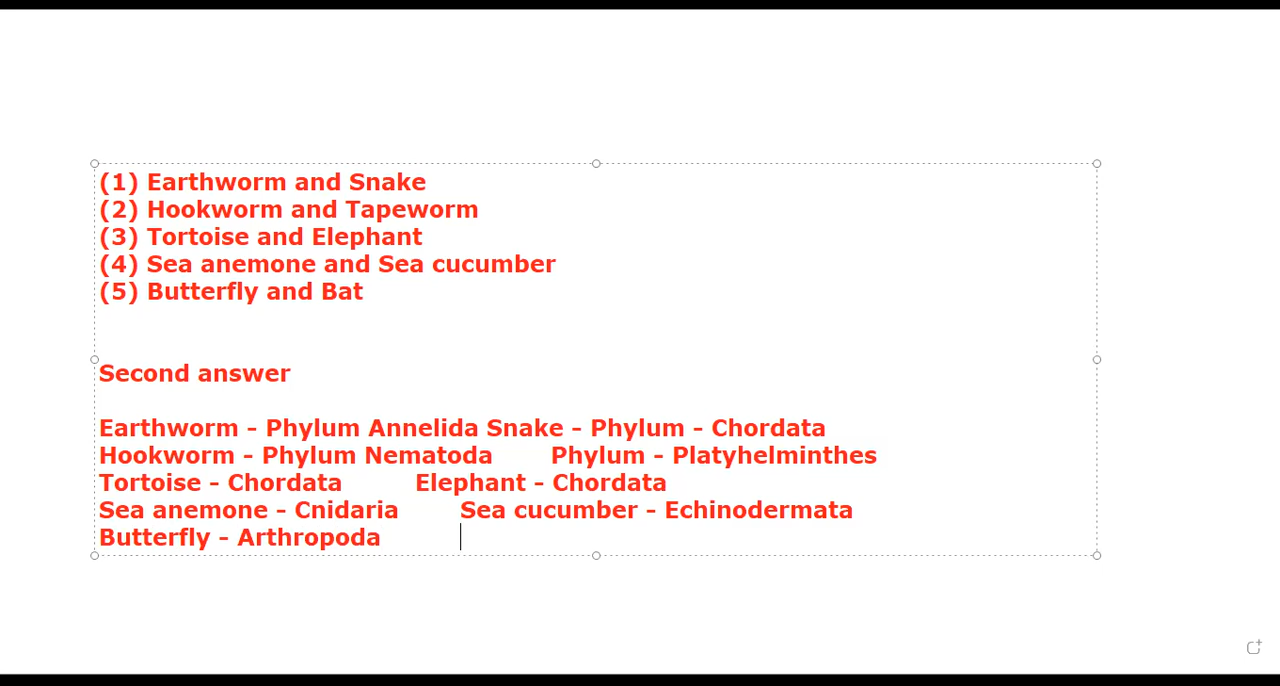 (1) Earthworm and Snake
(2) Hookworm and Tapeworm
(3) Tortoise and Elephant
(4) Sea anemone and Sea cucumber
(5) Butterfly and Bat
Second answer
Earthworm - Phylum Annelida Snake - Phylum - Chordata
Hookworm - Phylum Nematoda Phylum - Platyhelminthes
Tortoise - Chordata Elephant - Chordata
Sea anemone - Cnidaria Sea cucumber - Echinodermata
Butterfly - Arthropoda